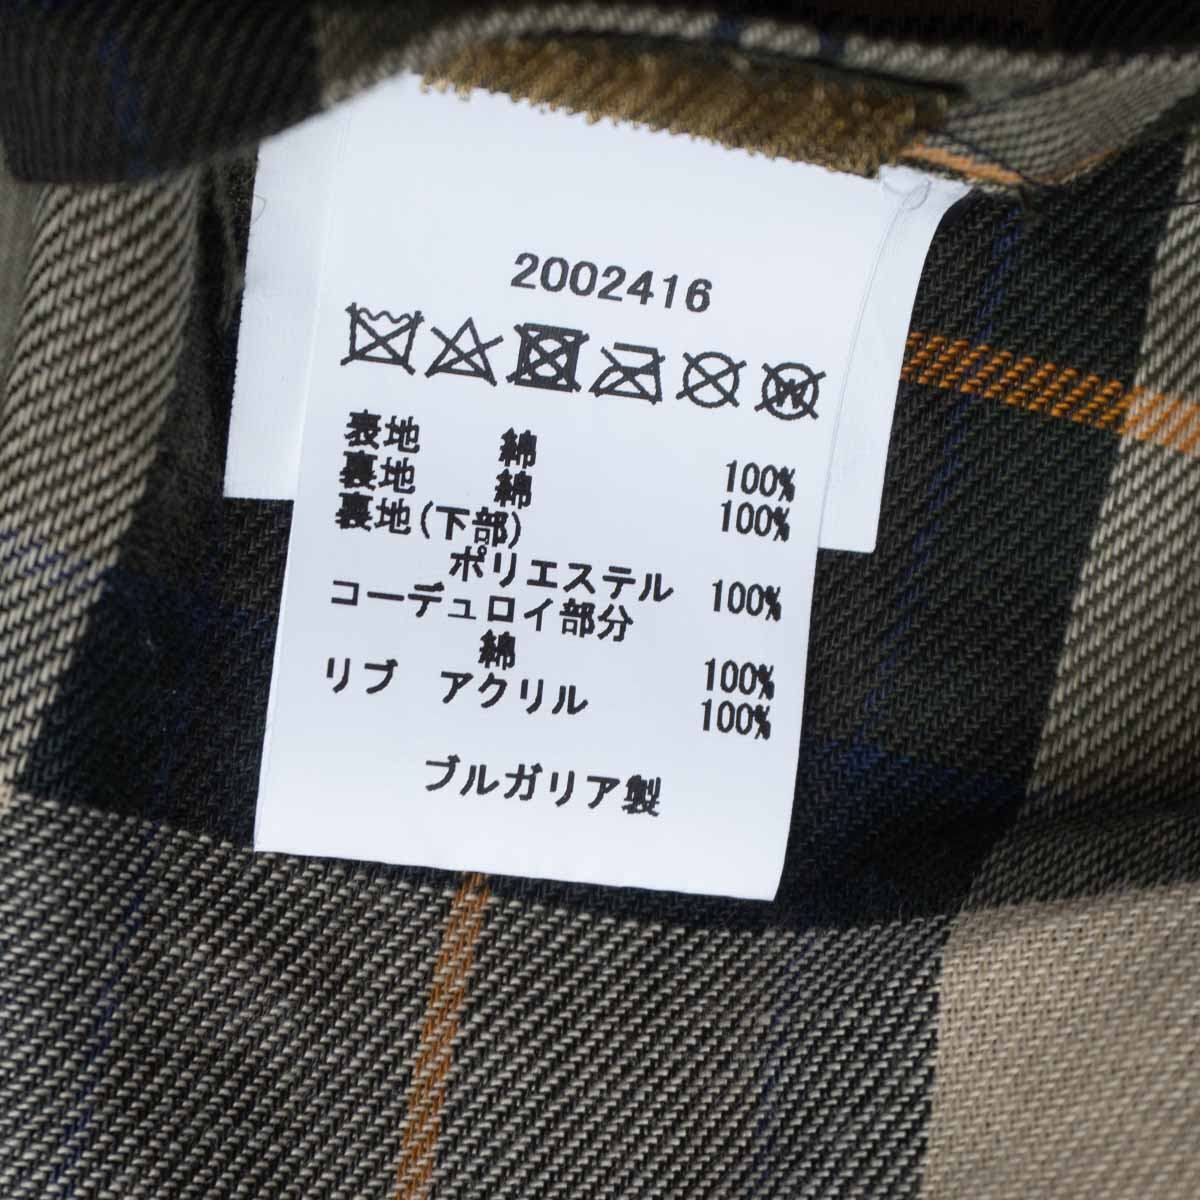 2002416
表地 綿 100%
裏地 綿 100%
裏地(下部)
ポリエステル 100%
コーデュロイ部分
綿 100%
リブ アクリル 100%
ブルガリア製